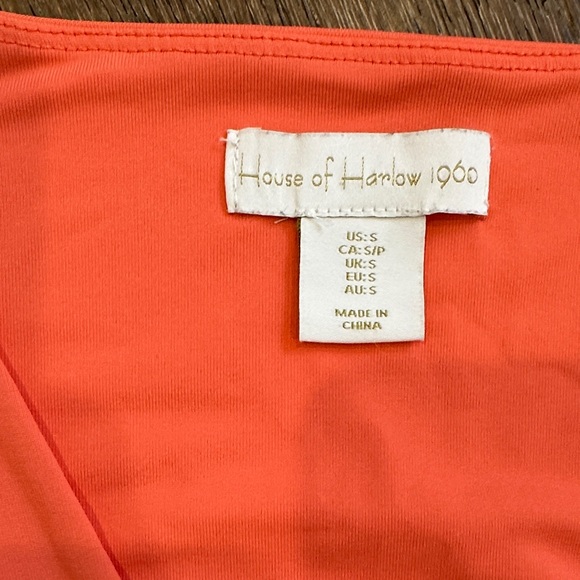 House of Harlow 1960
US: S
CA: S/P
UK: S
EU: S
AU: S
MADE IN
CHINA